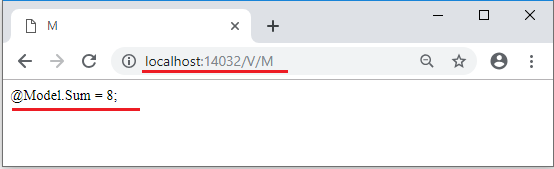 M
localhost:14032/V/M
@Model.Sum = 8;